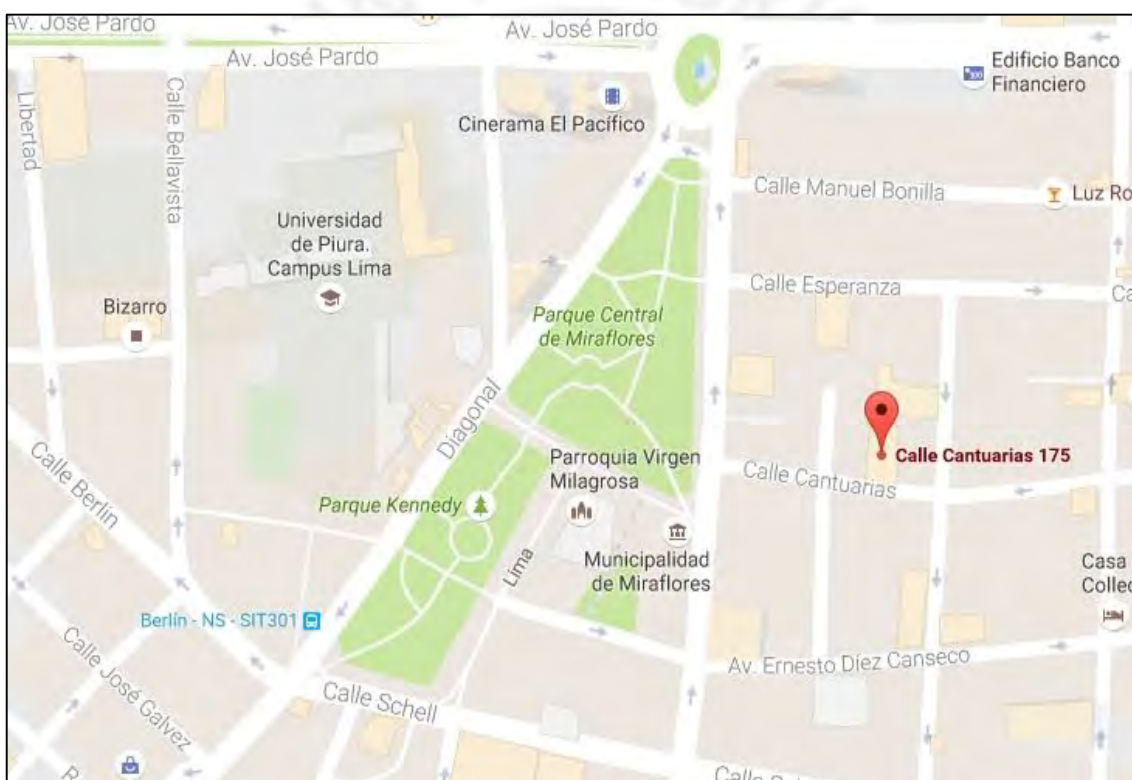 Av. José Pardo
Av. José Pardo
Av. José Pardo
Edificio Banco
Financiero
Libertad
Calle Bellavista
Cinerama El Pacífico
Calle Manuel Bonilla
Luz Ro
Universidad
de Piura.
Campus Lima
Calle Esperanza
Ca
Bizarro
Parque Central
de Miraflores
Diagonal
Calle Cantuarias 175
Calle Cantuarias
Parroquia Virgen
Milagrosa
Parque Kennedy
Calle Berlin
Lima
Municipalidad
de Miraflores
Casa
Collec
Berlín - NS - SIT301
Av. Ernesto Díez Canseco
Calle José Galvez
Calle Schell